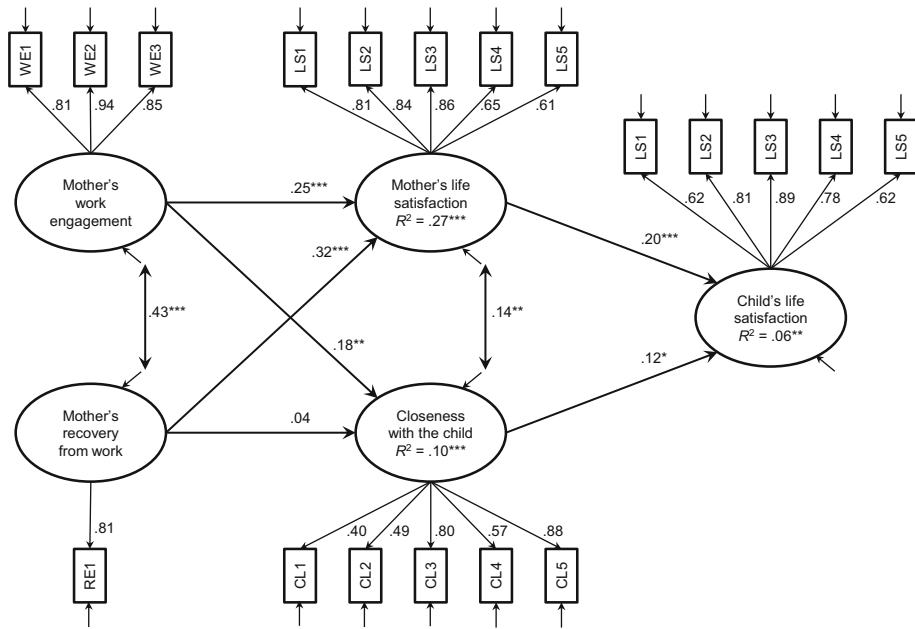 WE1
WE2
WE3
LS1
LS2
LS3
LS4
LS5
.81
.94
.85
.81
.84
.86
.65
.61
LS1
LS2
LS3
LS4
LS5
.62
.81
.89
.78
.62
Mother's
work
engagement
.25***
Mother's life
satisfaction
R² = .27***
.32***
.20***
.43***
.14**
Child's life
satisfaction
R² = .06**
.18**
.12*
Mother's
recovery
from work
.04
Closeness
with the child
R² = .10***
.81
.40
.49
.80
.57
.88
RE1
CL1
CL2
CL3
CL4
CL5